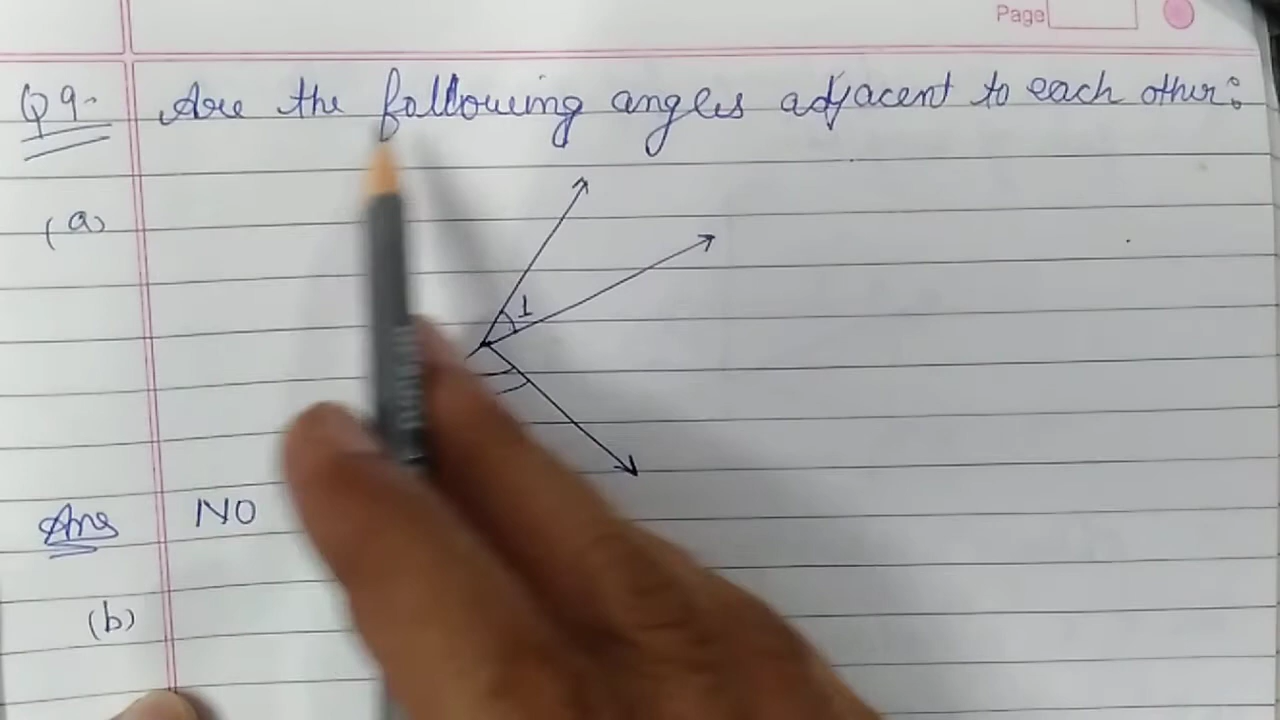 Page
Q9. Are the following angles adjacent to each other:
(a)
1
Ans NO
(b)